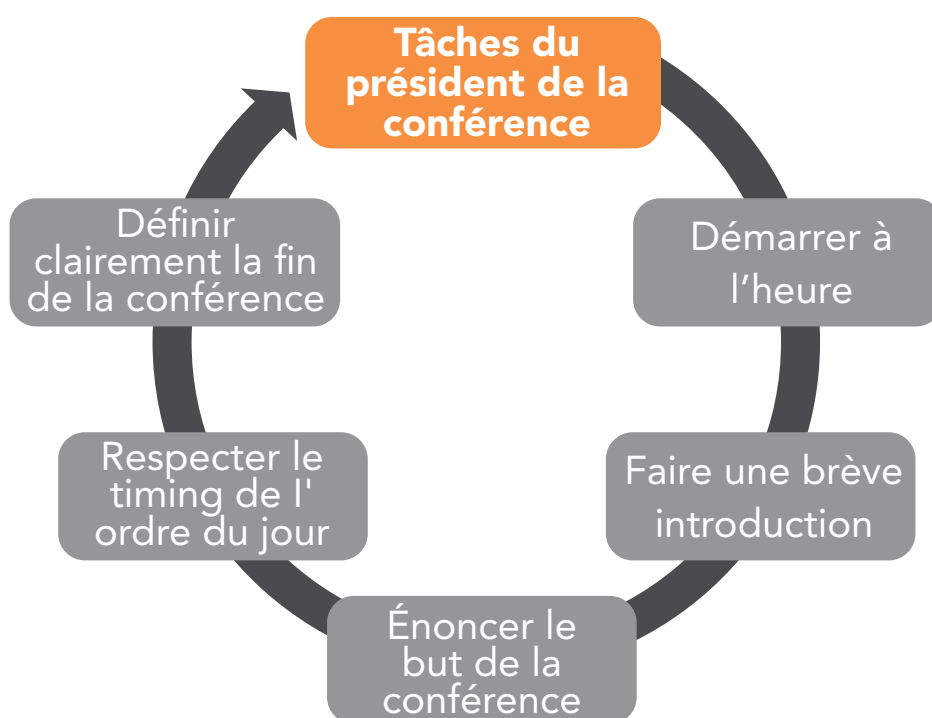 Tâches du
président de la
conférence
Démarrer à
l'heure
Faire une brève
introduction
Énoncer le
but de la
conférence
Respecter le
timing de l'
ordre du jour
Définir
clairement la fin
de la conférence